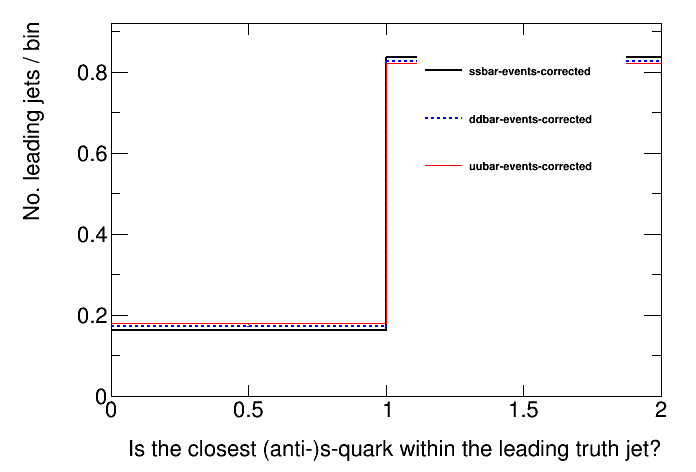 No. leading jets / bin
0.8
0.6
0.4
0.2
0
0 0.5 1 1.5 2
ssbar-events-corrected
ddbar-events-corrected
uubar-events-corrected
Is the closest (anti-)s-quark within the leading truth jet?